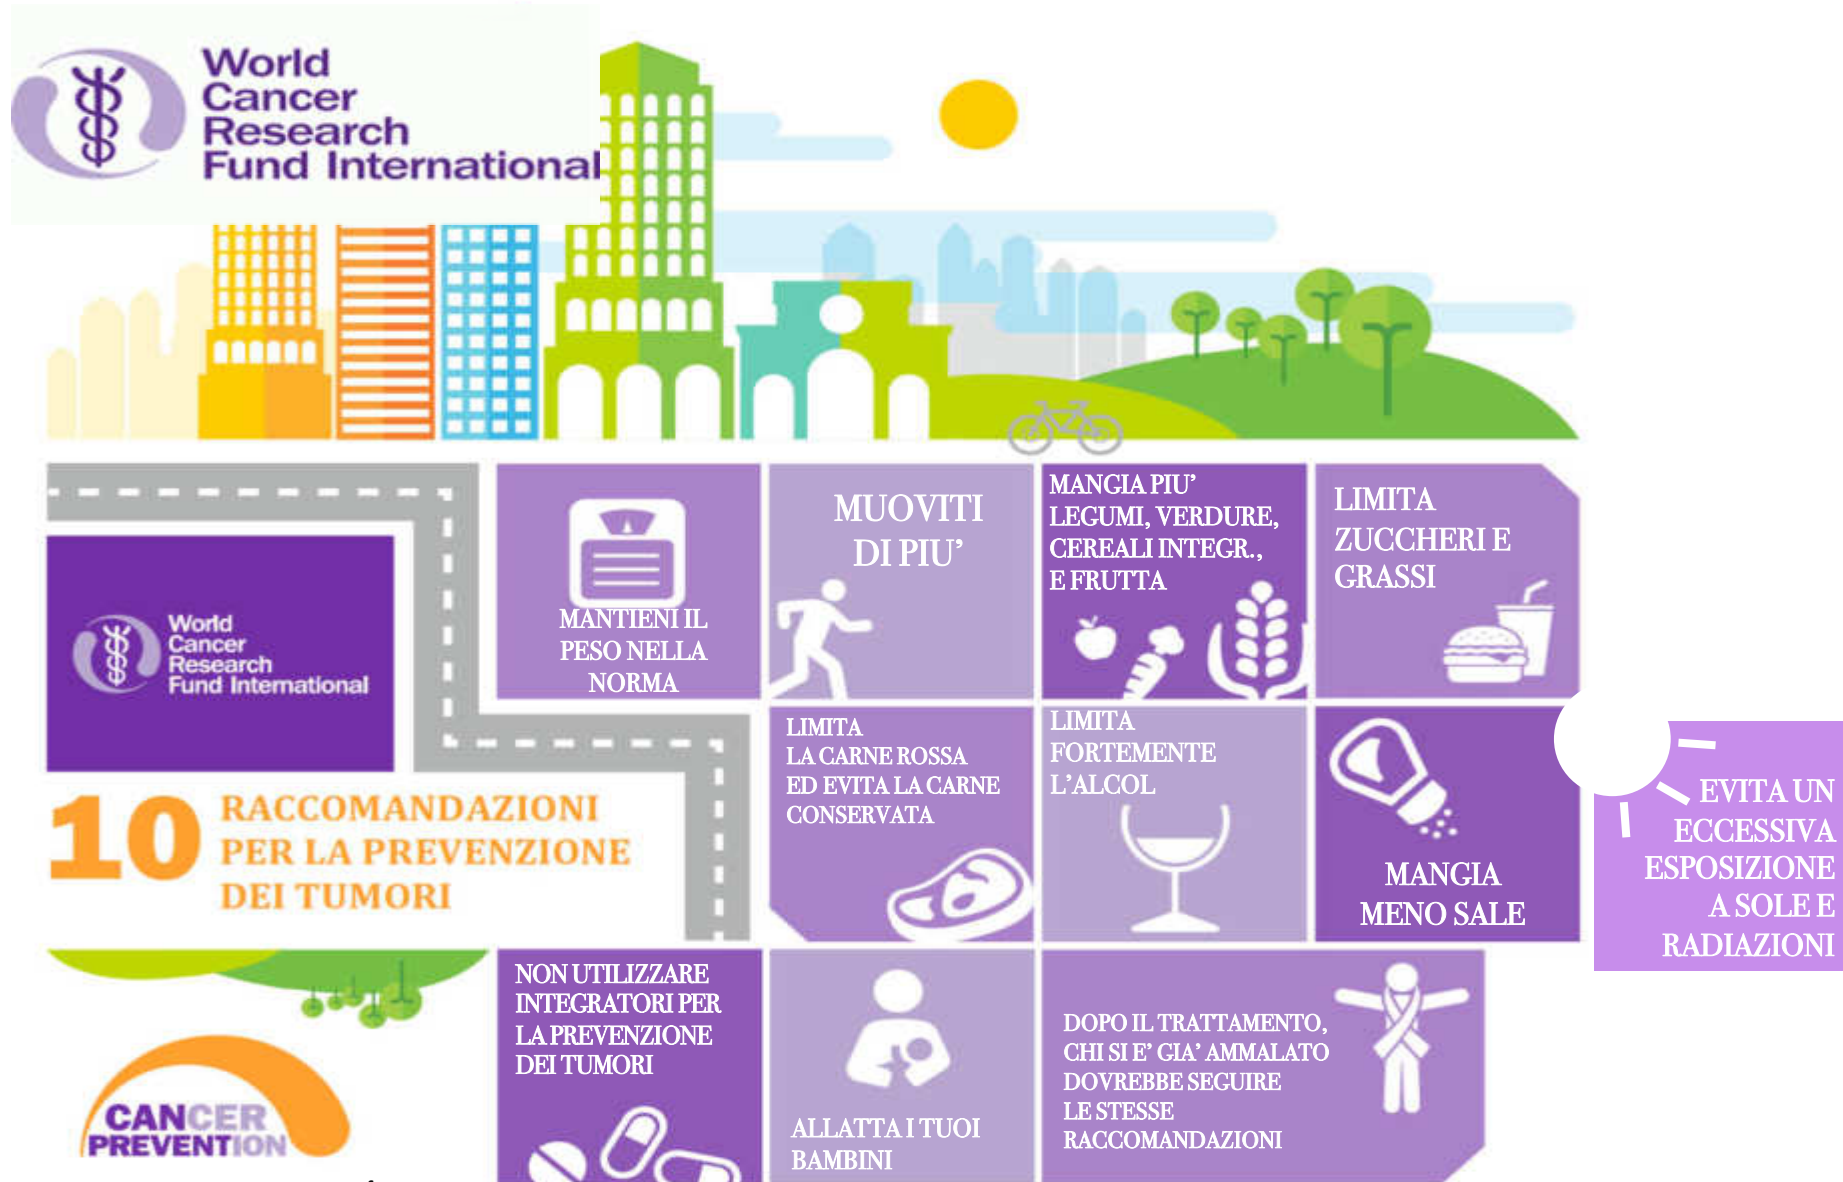 World
Cancer
Research
Fund International
MANTIENI IL
PESO NELLA
NORMA
MUOVITI
DI PIU’
MANGIA PIU’
LEGUMI, VERDURE,
CEREALI INTEGR.,
E FRUTTA
LIMITA
ZUCCHERI E
GRASSI
World
Cancer
Research
Fund International
10 RACCOMANDAZIONI
PER LA PREVENZIONE
DEI TUMORI
LIMITA
LA CARNE ROSSA
ED EVITA LA CARNE
CONSERVATA
LIMITA
FORTEMENTE
L’ALCOL
MANGIA
MENO SALE
EVITA UN
ECCESSIVA
ESPOSIZIONE
A SOLE E
RADIAZIONI
CANCER
PREVENTION
NON UTILIZZARE
INTEGRATORI PER
LA PREVENZIONE
DEI TUMORI
ALLATTA I TUOI
BAMBINI
DOPO IL TRATTAMENTO,
CHI SI E’ GIA’ AMMALATO
DOVREBBE SEGUIRE
LE STESSE
RACCOMANDAZIONI